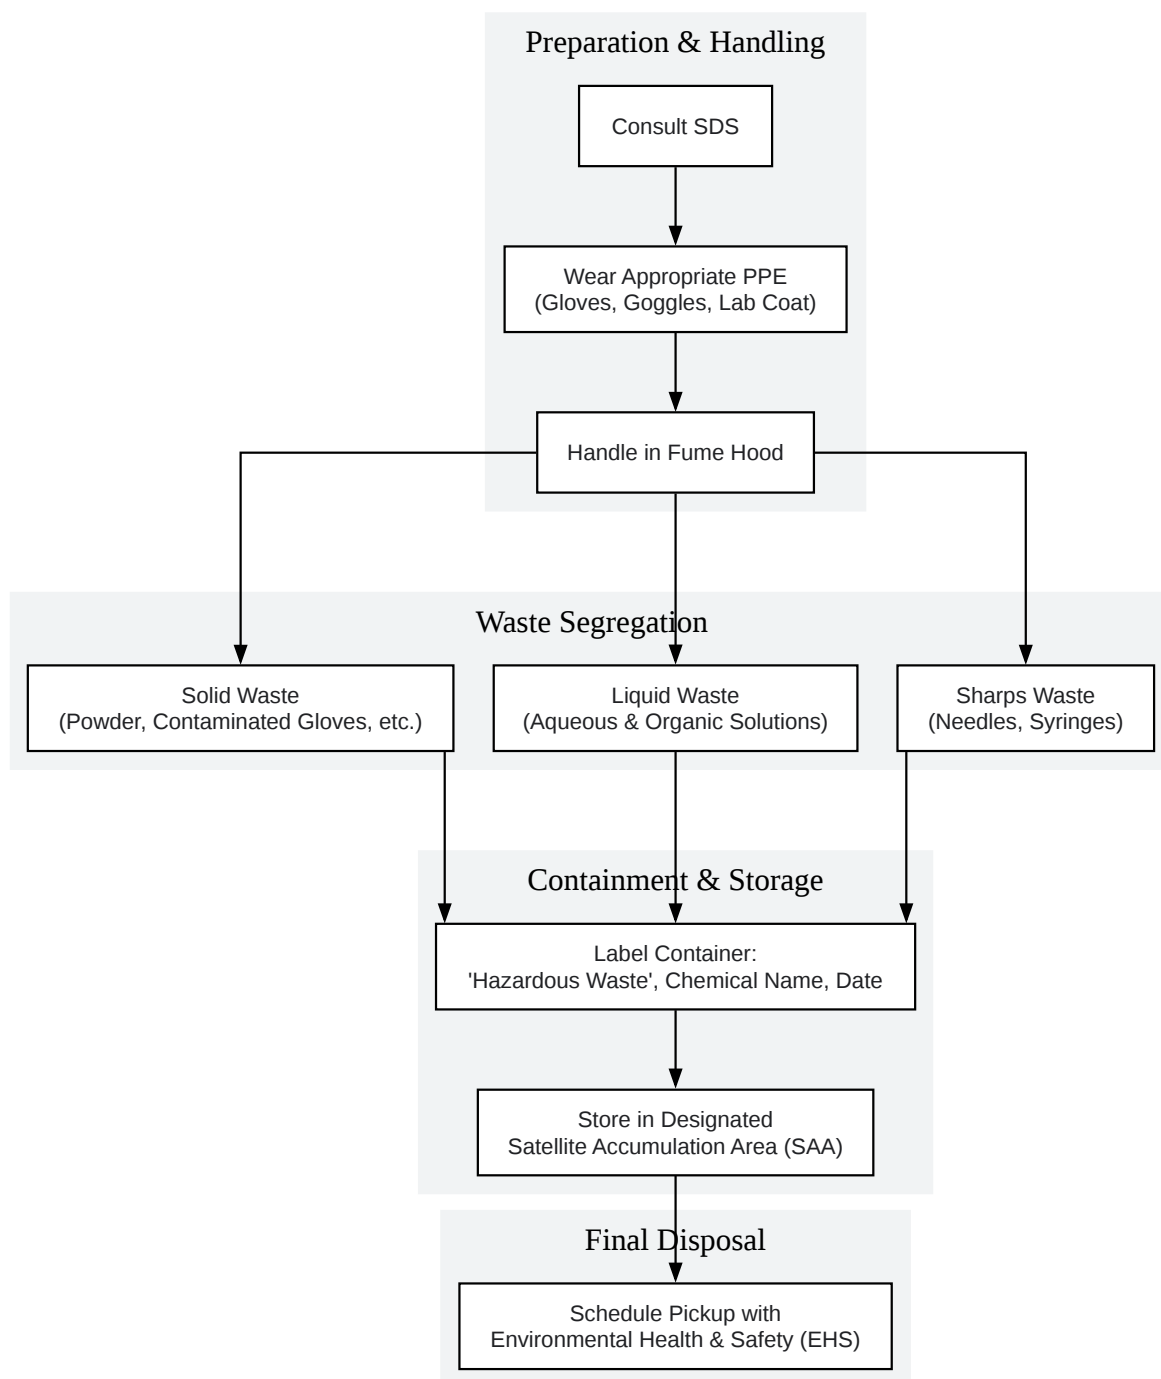 Preparation & Handling
Consult SDS
Wear Appropriate PPE
(Gloves, Goggles, Lab Coat)
Handle in Fume Hood
Waste Segregation
Solid Waste
(Powder, Contaminated Gloves, etc.)
Liquid Waste
(Aqueous & Organic Solutions)
Sharps Waste
(Needles, Syringes)
Containment & Storage
Label Container:
'Hazardous Waste', Chemical Name, Date
Store in Designated
Satellite Accumulation Area (SAA)
Final Disposal
Schedule Pickup with
Environmental Health & Safety (EHS)